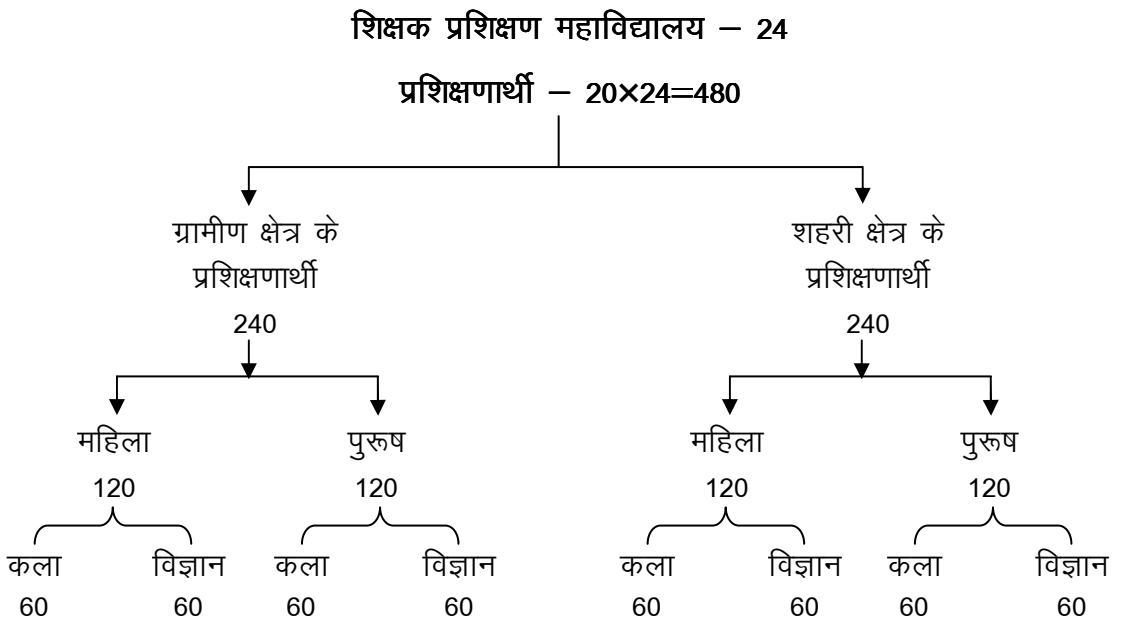 शिक्षक प्रशिक्षण महाविद्यालय – 24
प्रशिक्षणार्थी – 20×24=480
ग्रामीण क्षेत्र के
प्रशिक्षणार्थी
240
शहरी क्षेत्र के
प्रशिक्षणार्थी
240
महिला
120
पुरूष
120
महिला
120
पुरूष
120
कला
60
विज्ञान
60
कला
60
विज्ञान
60
कला
60
विज्ञान
60
कला
60
विज्ञान
60